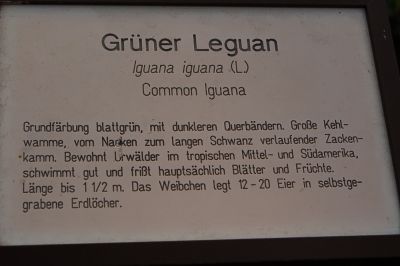 Grüner Leguan
Iguana iguana (L.)
Common Iguana
Grundfärbung blattgrün, mit dunkleren Querbändern. Große Kehl-
wamme, vom Nacken zum langen Schwanz verlaufender Zacken-
kamm. Bewohnt Urwälder im tropischen Mittel- und Südamerika,
schwimmt gut und frißt hauptsächlich Blätter und Früchte.
Länge bis 1 1/2 m. Das Weibchen legt 12 - 20 Eier in selbstge-
grabene Erdlöcher.